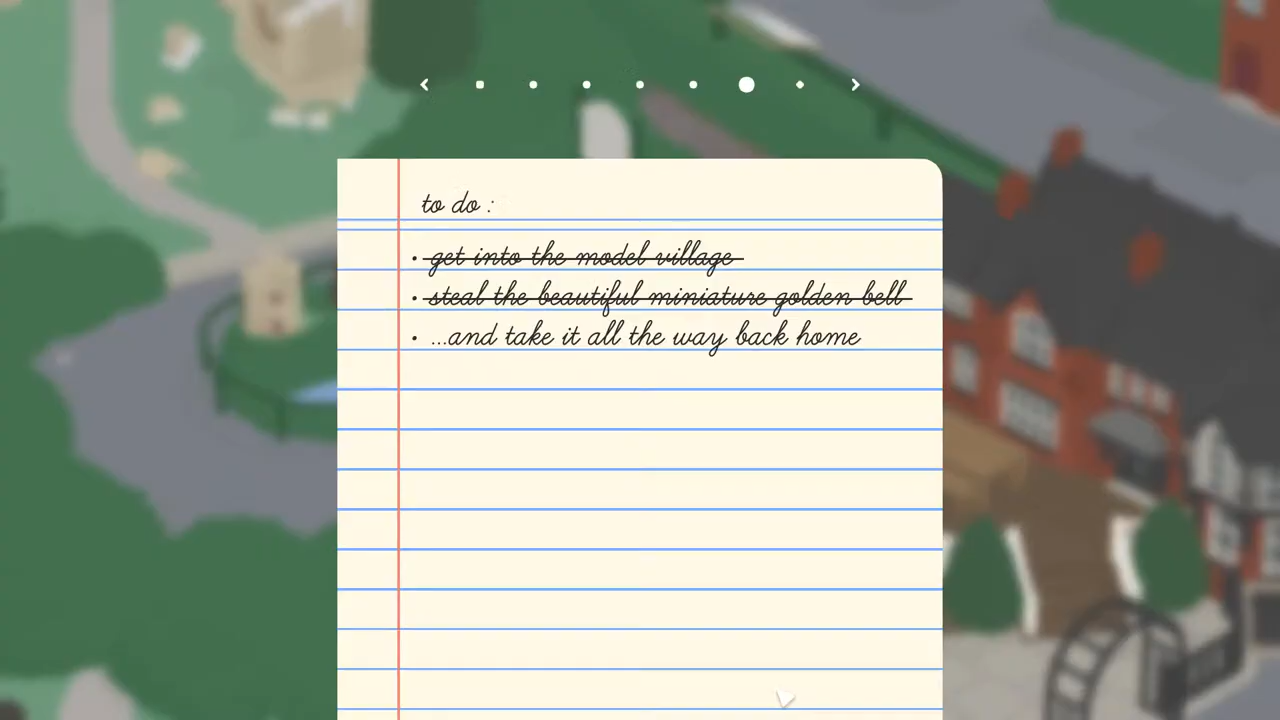 to do :
• get into the model village
• steal the beautiful miniature golden bell
• ...and take it all the way back home